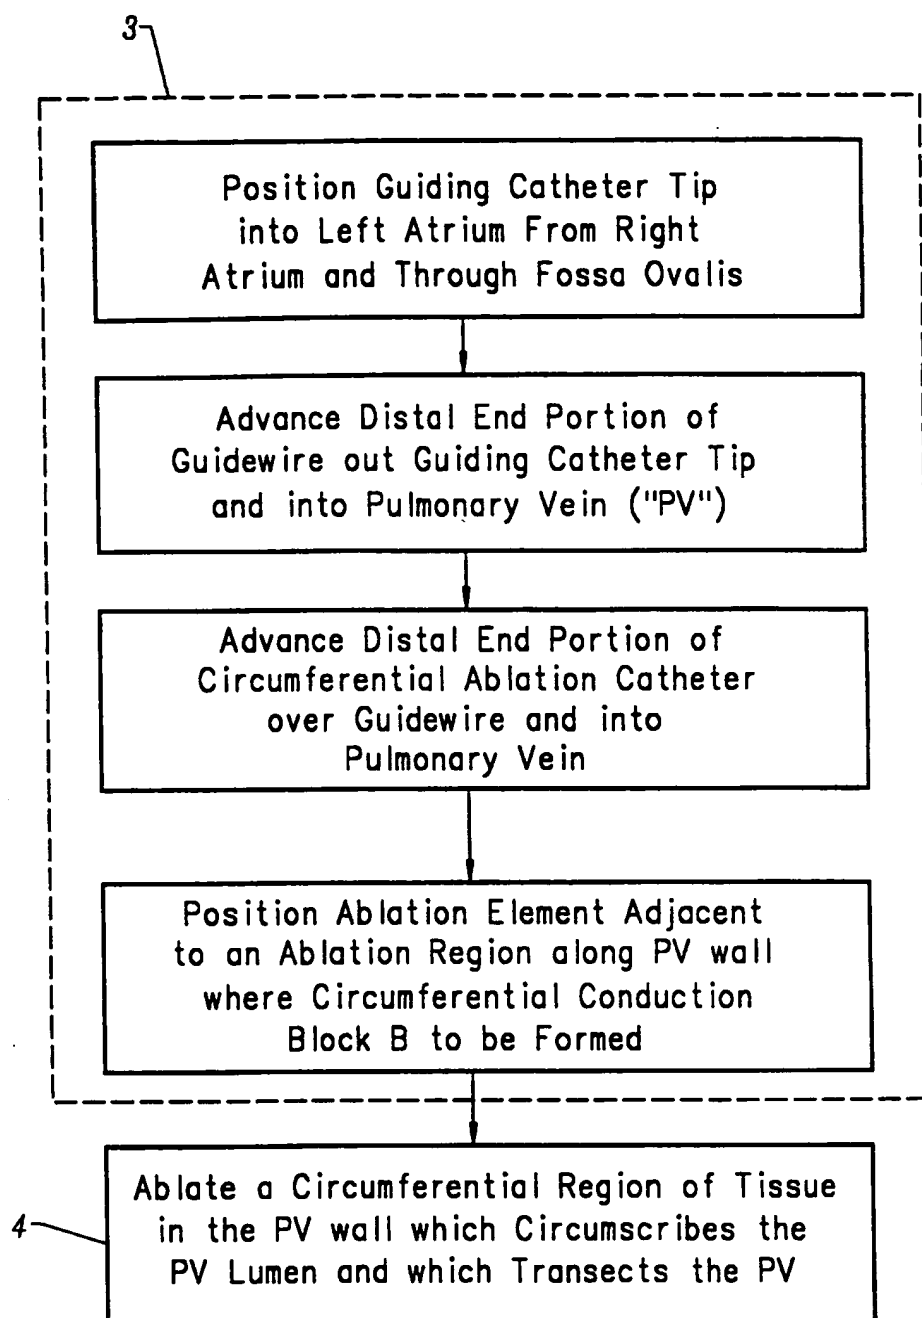 3
Position Guiding Catheter Tip
into Left Atrium From Right
Atrium and Through Fossa Ovalis
Advance Distal End Portion of
Guidewire out Guiding Catheter Tip
and into Pulmonary Vein ("PV")
Advance Distal End Portion of
Circumferential Ablation Catheter
over Guidewire and into
Pulmonary Vein
Position Ablation Element Adjacent
to an Ablation Region along PV wall
where Circumferential Conduction
Block B to be Formed
Ablate a Circumferential Region of Tissue
4
in the PV wall which Circumscribes the
PV Lumen and which Transects the PV